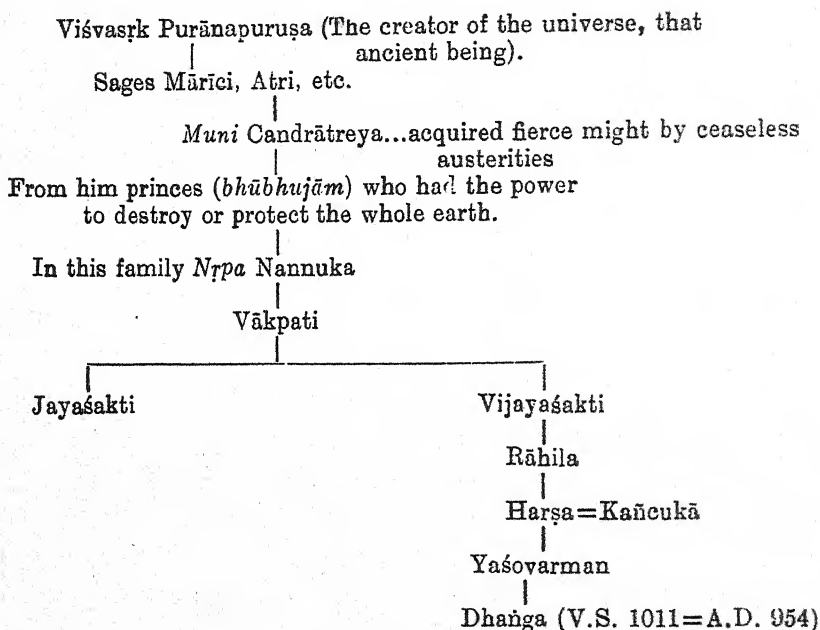 Viśvasṛk Purānapuruṣa (The creator of the universe, that
ancient being).
Sages Mārīci, Atri, etc.
Muni Candrātreya...acquired fierce might by ceaseless
austerities
From him princes (bhūbhujām) who had the power
to destroy or protect the whole earth.
In this family Nṛpa Nannuka
Vākpati
Jayaśakti Vijayaśakti
Rāhila
Harṣa=Kañcukā
Yaśovarman
Dhaṅga (V.S. 1011=A.D. 954)